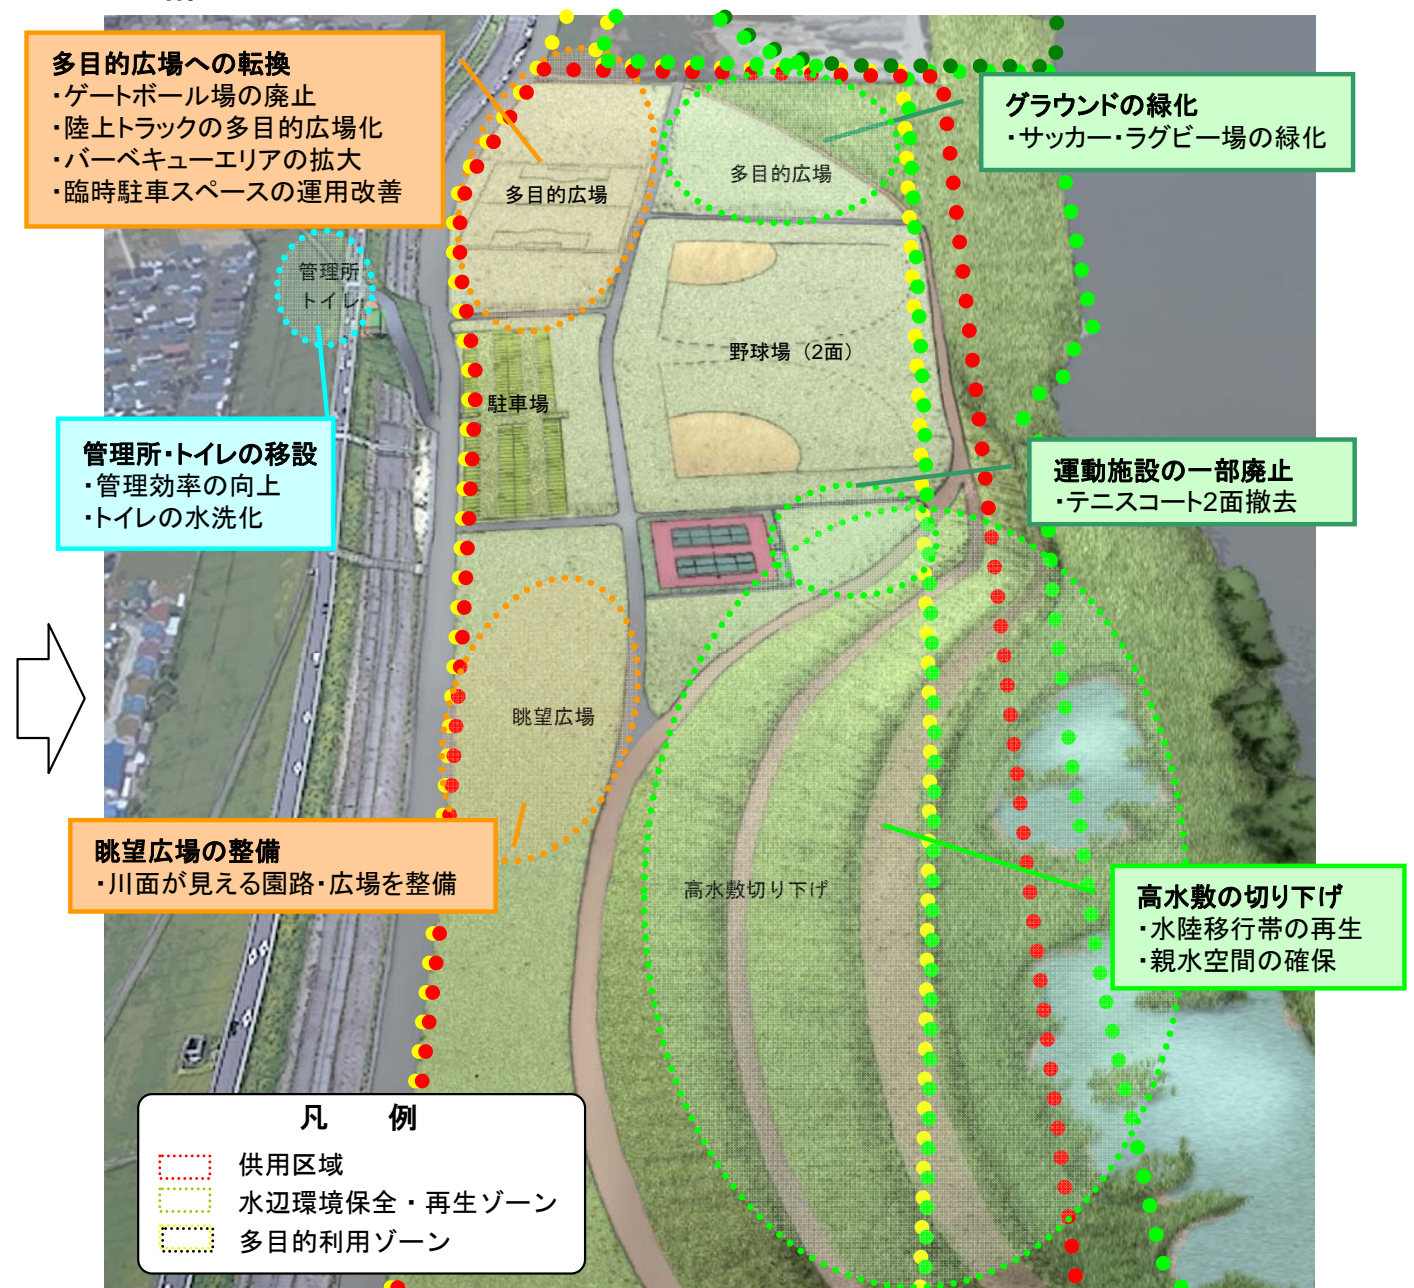 多目的広場への転換
・ゲートボール場の廃止
・陸上トラックの多目的広場化
・バーベキューエリアの拡大
・臨時駐車スペースの運用改善
グラウンドの緑化
・サッカー・ラグビー場の緑化
多目的広場
多目的広場
管理所
トイレ
野球場（2面）
駐車場
管理所・トイレの移設
・管理効率の向上
・トイレの水洗化
運動施設の一部廃止
・テニスコート2面撤去
眺望広場
眺望広場の整備
・川面が見える園路・広場を整備
高水敷切り下げ
高水敷の切り下げ
・水陸移行帯の再生
・親水空間の確保
凡　例
供用区域
水辺環境保全・再生ゾーン
多目的利用ゾーン